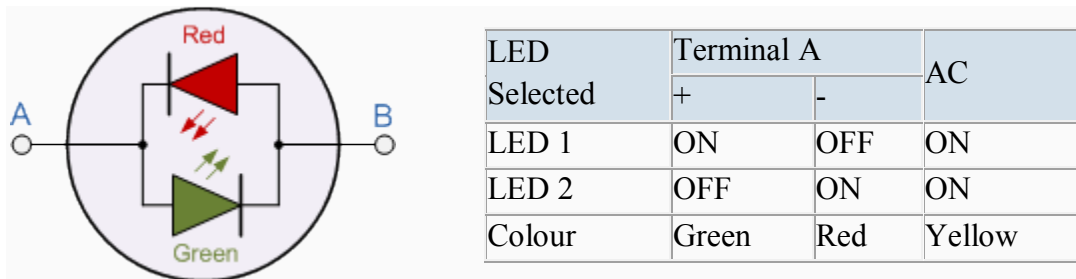 Red
A
B
Green
LED Selected
Terminal A
AC
+
-
LED 1 ON OFF ON
LED 2 OFF ON ON
Colour Green Red Yellow